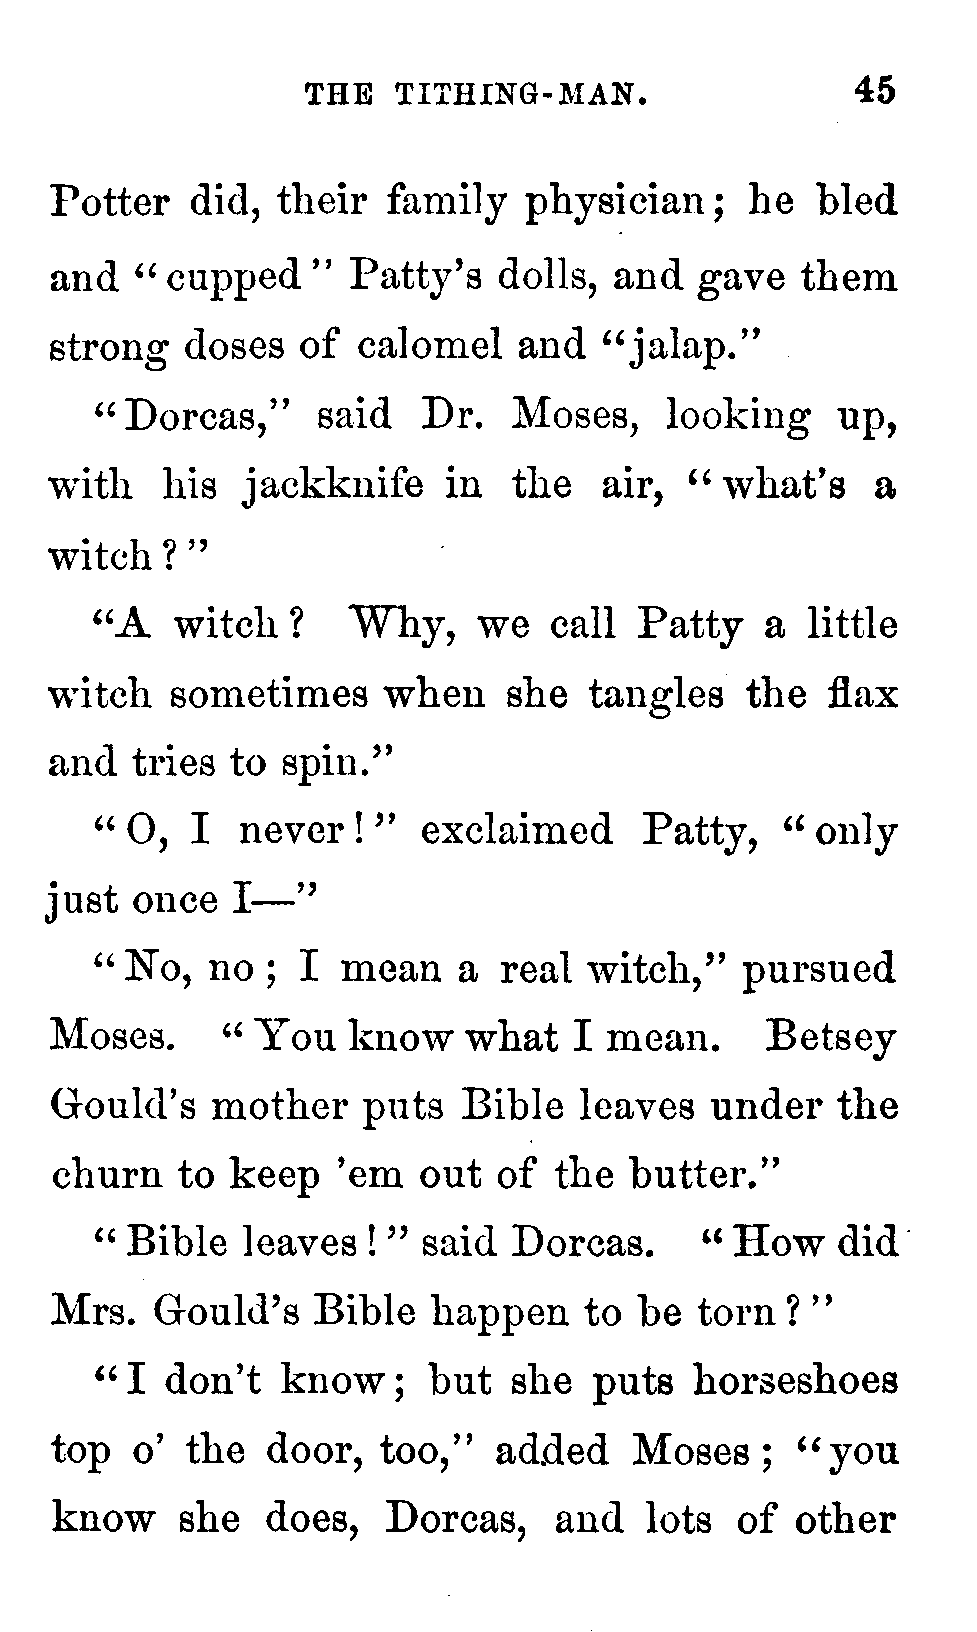 THE TITHING-MAN. 45
Potter did, their family physician; he bled
and "cupped" Patty's dolls, and gave them
strong doses of calomel and "jalap."
"Dorcas," said Dr. Moses, looking up,
with his jackknife in the air, "what's a
witch?"
"A witch? Why, we call Patty a little
witch sometimes when she tangles the flax
and tries to spin."
"O, I never!" exclaimed Patty, "only
just once I—"
"No, no; I mean a real witch," pursued
Moses. "You know what I mean. Betsey
Gould's mother puts Bible leaves under the
churn to keep 'em out of the butter."
"Bible leaves!" said Dorcas. "How did
Mrs. Gould's Bible happen to be torn?"
"I don't know; but she puts horseshoes
top o' the door, too," added Moses; "you
know she does, Dorcas, and lots of other